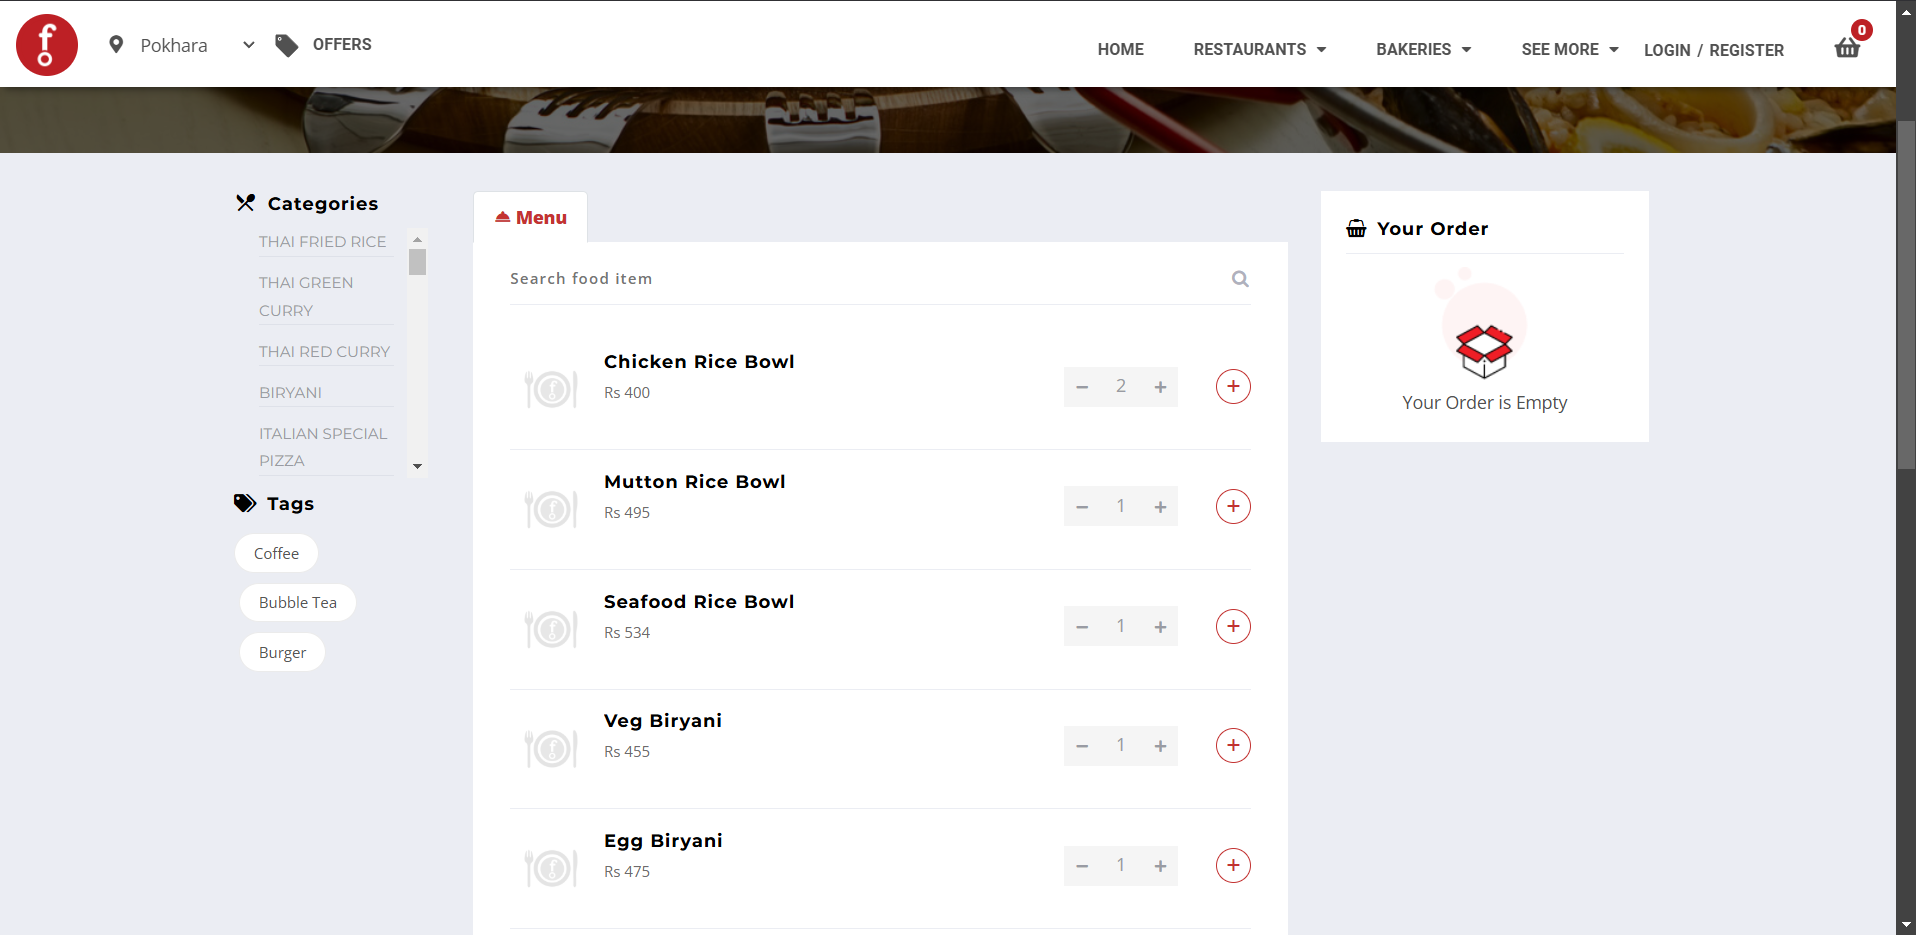 Pokhara
OFFERS
HOME
RESTAURANTS
BAKERIES
SEE MORE
LOGIN / REGISTER
0
Categories
THAI FRIED RICE
THAI GREEN
CURRY
THAI RED CURRY
BIRYANI
ITALIAN SPECIAL
PIZZA
Tags
Coffee
Bubble Tea
Burger
Menu
Search food item
Chicken Rice Bowl
Rs 400
− 2 +
+
Mutton Rice Bowl
Rs 495
− 1 +
+
Seafood Rice Bowl
Rs 534
− 1 +
+
Veg Biryani
Rs 455
− 1 +
+
Egg Biryani
Rs 475
− 1 +
+
Your Order
Your Order is Empty